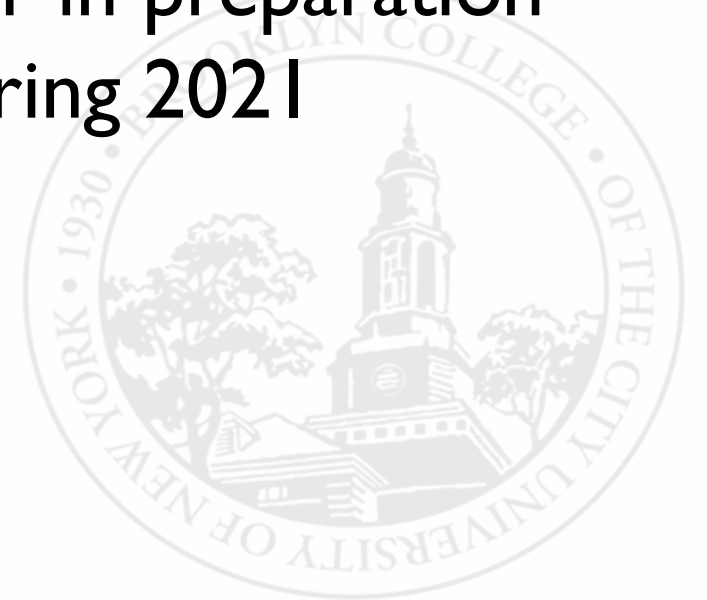 in preparation
ring 2021
BROOKLYN COLLEGE • OF THE CITY UNIVERSITY OF NEW YORK • 1930 •